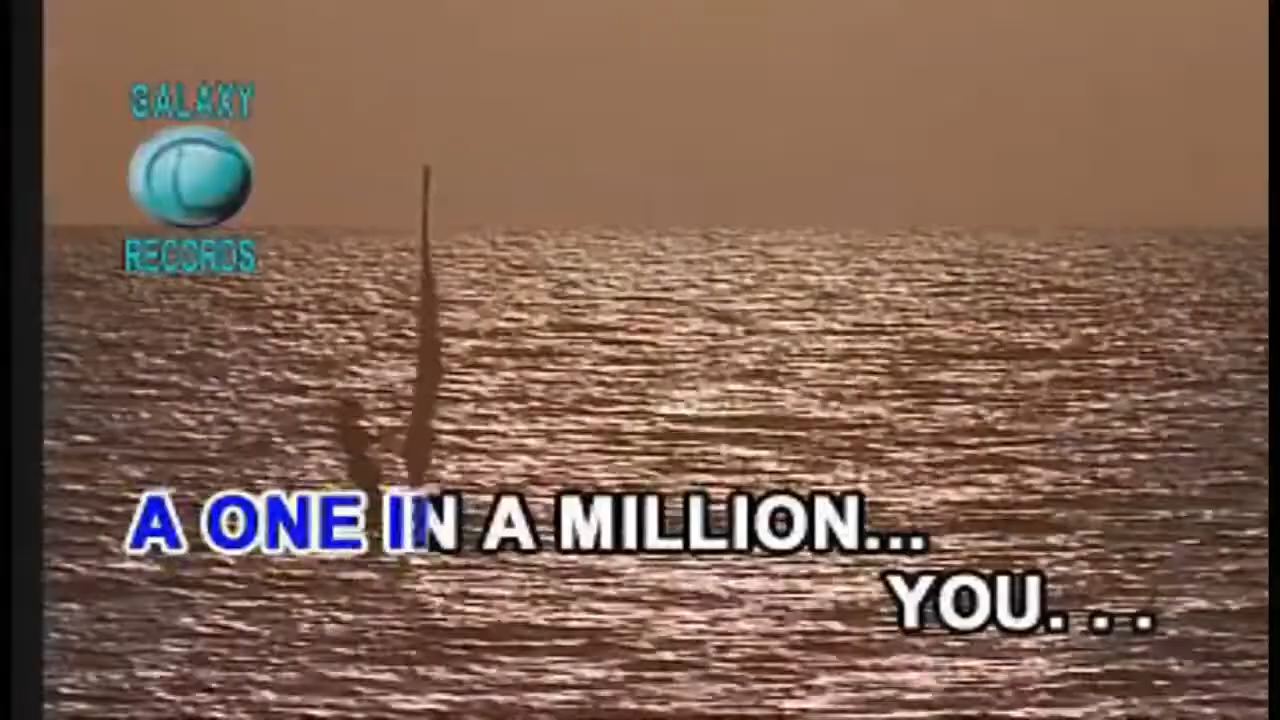 GALAXY
RECORDS
A ONE IN A MILLION...
YOU. . .